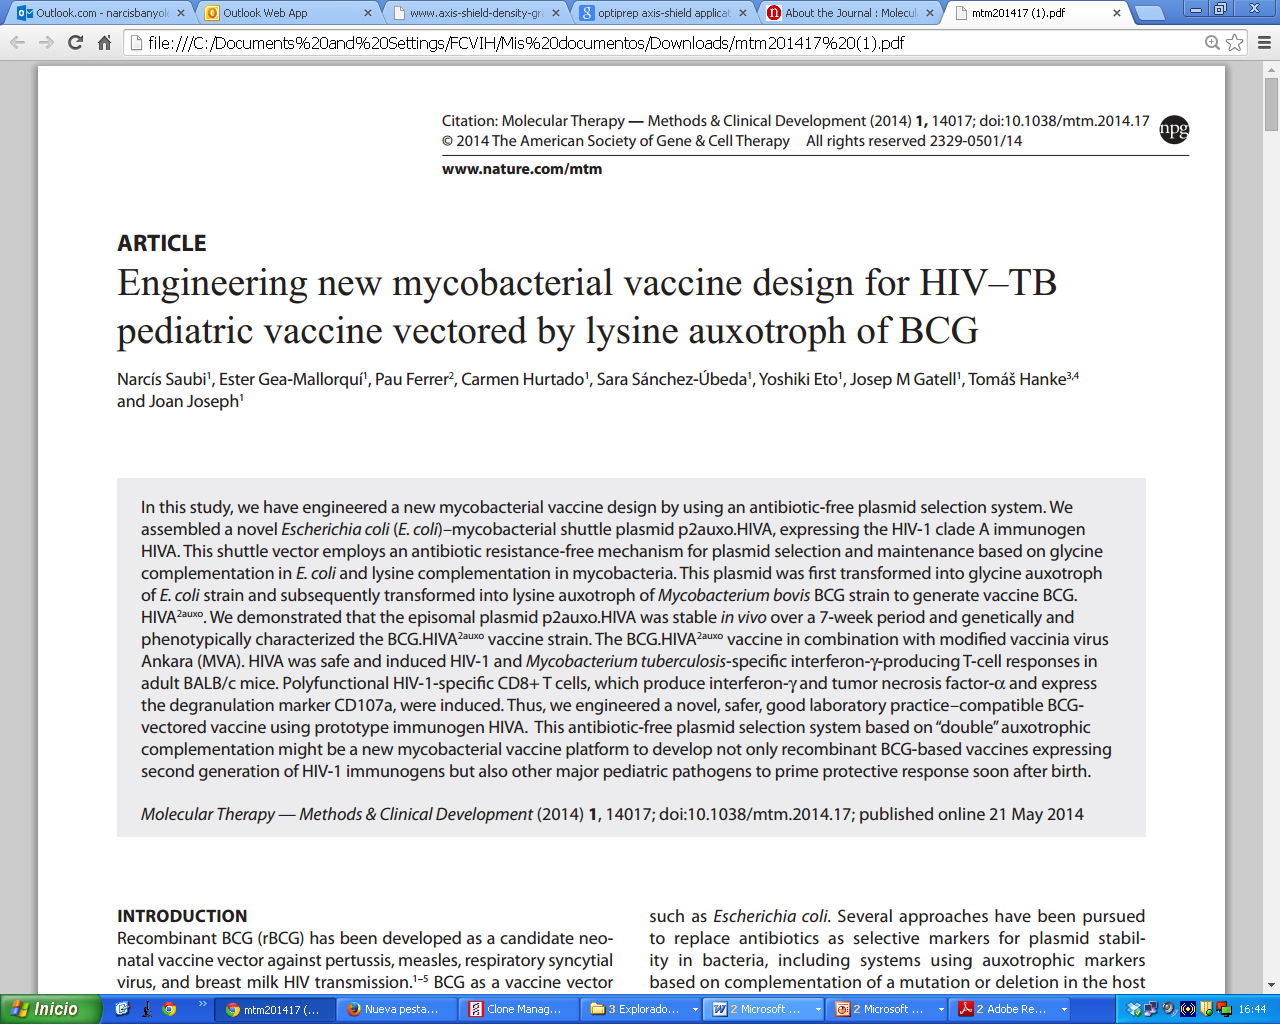 Outlook.com - narcisbanyol
Outlook Web App
www.axis-shield-density-gr
optiprep axis-shield applicat
About the Journal : Molecul
mtm201417 (1).pdf
file:///C:/Documents%20and%20Settings/FCVIH/Mis%20documentos/Downloads/mtm201417%20(1).pdf
Citation: Molecular Therapy — Methods & Clinical Development (2014) 1, 14017; doi:10.1038/mtm.2014.17
npg
© 2014 The American Society of Gene & Cell Therapy All rights reserved 2329-0501/14
www.nature.com/mtm
ARTICLE
Engineering new mycobacterial vaccine design for HIV–TB
pediatric vaccine vectored by lysine auxotroph of BCG
Narcís Saubi1, Ester Gea-Mallorquí1, Pau Ferrer2, Carmen Hurtado1, Sara Sánchez-Úbeda1, Yoshiki Eto1, Josep M Gatell1, Tomáš Hanke3,4
and Joan Joseph1
In this study, we have engineered a new mycobacterial vaccine design by using an antibiotic-free plasmid selection system. We
assembled a novel Escherichia coli (E. coli)–mycobacterial shuttle plasmid p2auxo.HIVA, expressing the HIV-1 clade A immunogen
HIVA. This shuttle vector employs an antibiotic resistance-free mechanism for plasmid selection and maintenance based on glycine
complementation in E. coli and lysine complementation in mycobacteria. This plasmid was first transformed into glycine auxotroph
of E. coli strain and subsequently transformed into lysine auxotroph of Mycobacterium bovis BCG strain to generate vaccine BCG.
HIVA2auxo. We demonstrated that the episomal plasmid p2auxo.HIVA was stable in vivo over a 7-week period and genetically and
phenotypically characterized the BCG.HIVA2auxo vaccine strain. The BCG.HIVA2auxo vaccine in combination with modified vaccinia virus
Ankara (MVA). HIVA was safe and induced HIV-1 and Mycobacterium tuberculosis-specific interferon-γ-producing T-cell responses in
adult BALB/c mice. Polyfunctional HIV-1-specific CD8+ T cells, which produce interferon-γ and tumor necrosis factor-α and express
the degranulation marker CD107a, were induced. Thus, we engineered a novel, safer, good laboratory practice–compatible BCG-
vectored vaccine using prototype immunogen HIVA. This antibiotic-free plasmid selection system based on “double” auxotrophic
complementation might be a new mycobacterial vaccine platform to develop not only recombinant BCG-based vaccines expressing
second generation of HIV-1 immunogens but also other major pediatric pathogens to prime protective response soon after birth.
Molecular Therapy — Methods & Clinical Development (2014) 1, 14017; doi:10.1038/mtm.2014.17; published online 21 May 2014
INTRODUCTION
Recombinant BCG (rBCG) has been developed as a candidate neo-
natal vaccine vector against pertussis, measles, respiratory syncytial
virus, and breast milk HIV transmission.1–5 BCG as a vaccine vector
such as Escherichia coli. Several approaches have been pursued
to replace antibiotics as selective markers for plasmid stabil-
ity in bacteria, including systems using auxotrophic markers
based on complementation of a mutation or deletion in the host
Inicio
mtm201417 (...
Nueva pesta...
Clone Manag...
3 Explorado...
2 Microsoft ...
2 Microsoft ...
2 Adobe Re...
16:44